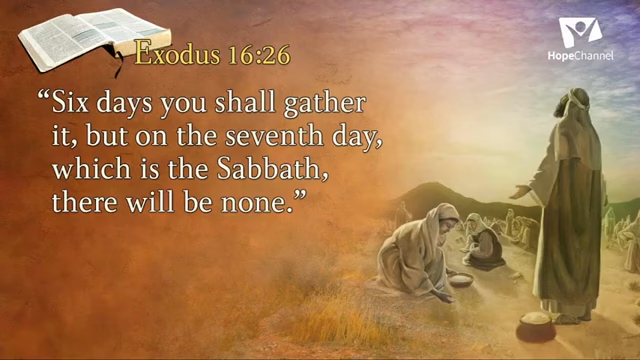 Exodus 16:26
HopeChannel
“Six days you shall gather
it, but on the seventh day,
which is the Sabbath,
there will be none.”